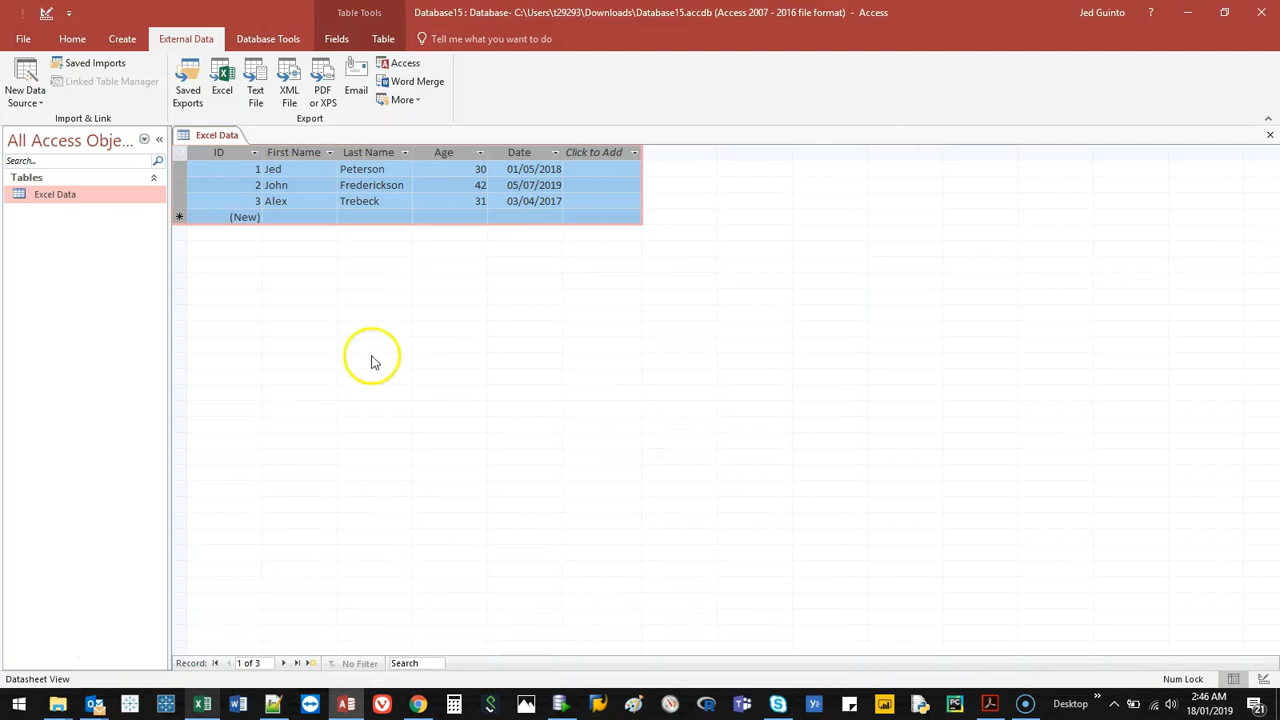 Table Tools
Database15 : Database- C:\Users\t29293\Downloads\Database15.accdb (Access 2007 - 2016 file format) - Access
Jed Guinto
?
File
Home
Create
External Data
Database Tools
Fields
Table
Tell me what you want to do
New Data Source
Saved Imports
Linked Table Manager
Import & Link
Saved Exports
Excel
Text File
XML File
PDF or XPS
Email
Access
Word Merge
More
Export
All Access Obje...
Search...
Tables
Excel Data
Excel Data
ID First Name Last Name Age Date Click to Add
1 Jed Peterson 30 01/05/2018
2 John Frederickson 42 05/07/2019
3 Alex Trebeck 31 03/04/2017
(New)
Record: 1 of 3 No Filter Search
Datasheet View
Num Lock
Desktop
2:46 AM
18/01/2019